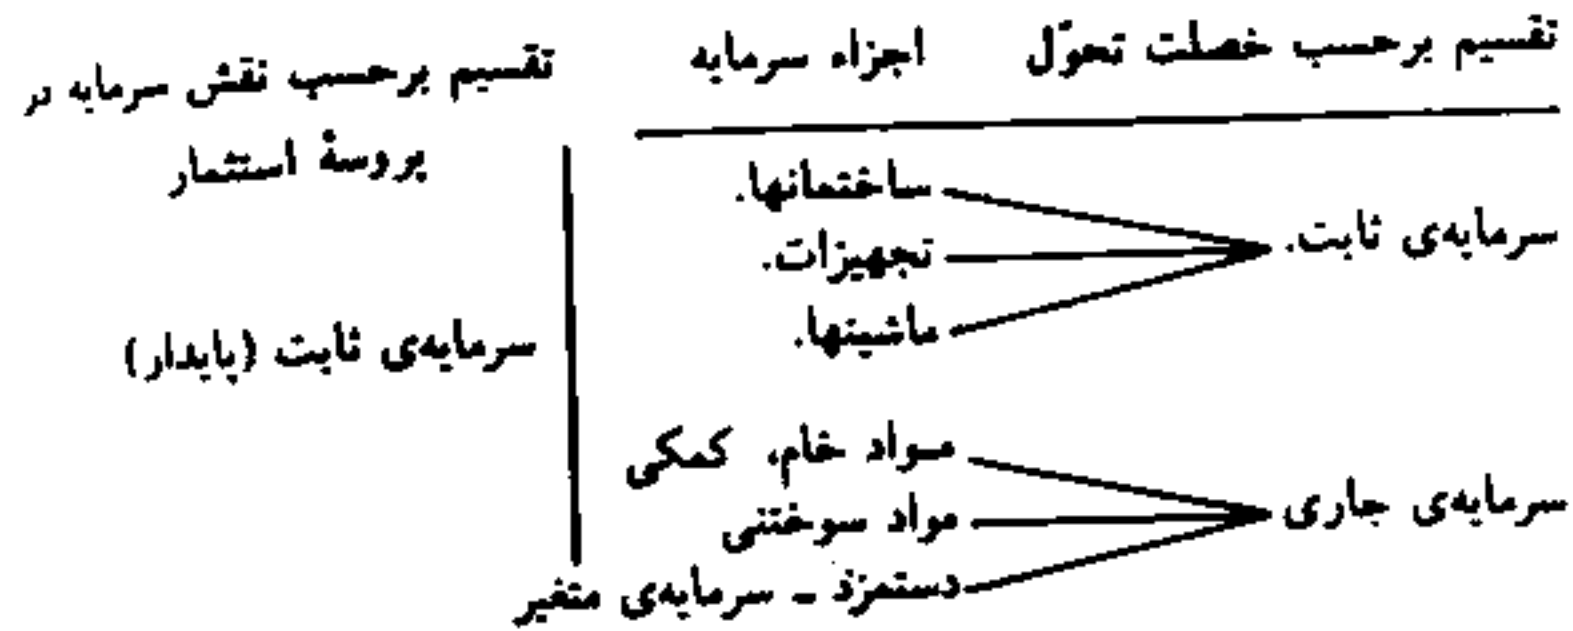 تقسیم برحسب خصلت تحوّل    اجزاء سرمایه    تقسیم برحسب نقش سرمایه در
پروسهٔ استثمار
ساختمانها.
سرمایه‌ی ثابت.
تجهیزات.
ماشینها.
سرمایه‌ی ثابت (پایدار)
مواد خام، کمکی
سرمایه‌ی جاری
مواد سوختنی
دستمزد - سرمایه‌ی متغیر